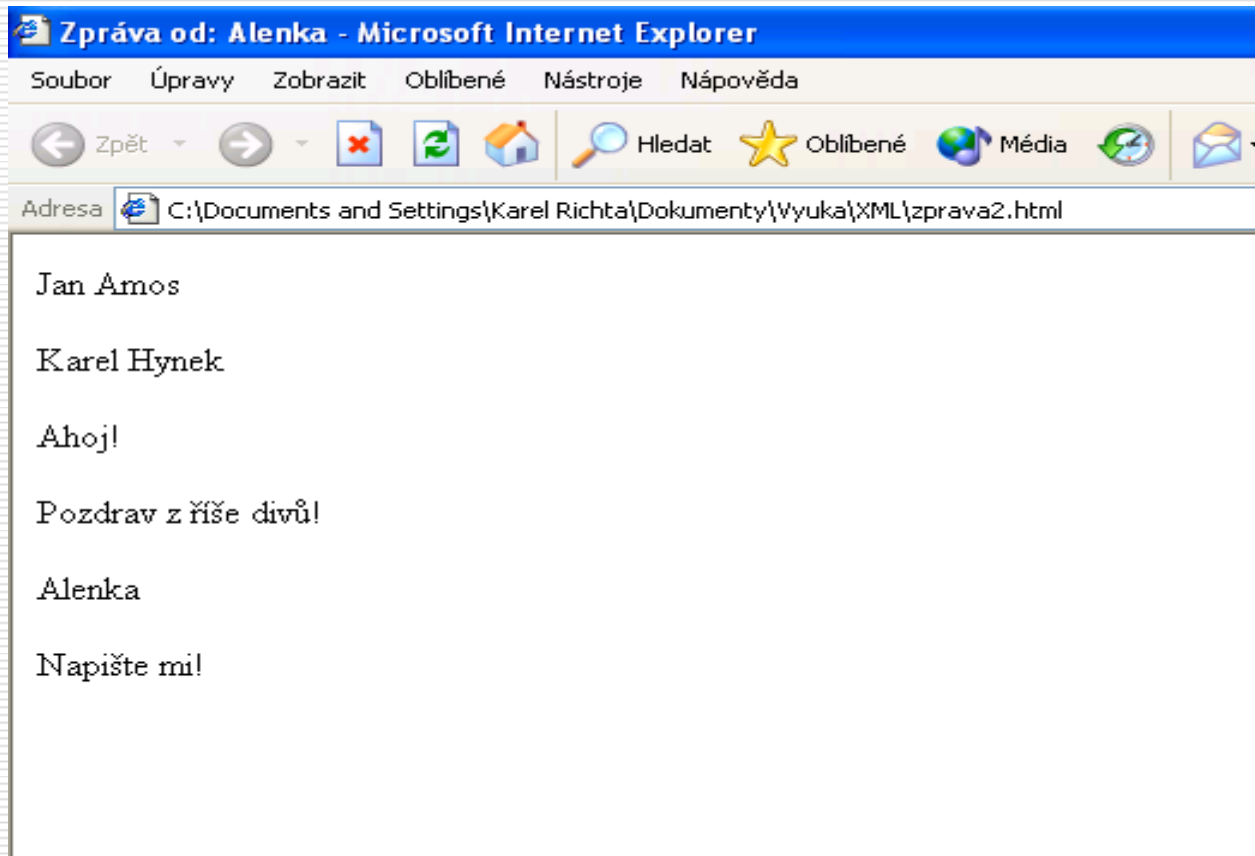 Zpráva od: Alenka - Microsoft Internet Explorer
Soubor Úpravy Zobrazit Oblíbené Nástroje Nápověda
Zpět Hledat Oblíbené Média
Adresa C:\Documents and Settings\Karel Richta\Dokumenty\Vyuka\XML\zprava2.html
Jan Amos
Karel Hynek
Ahoj!
Pozdrav z říše divů!
Alenka
Napište mi!